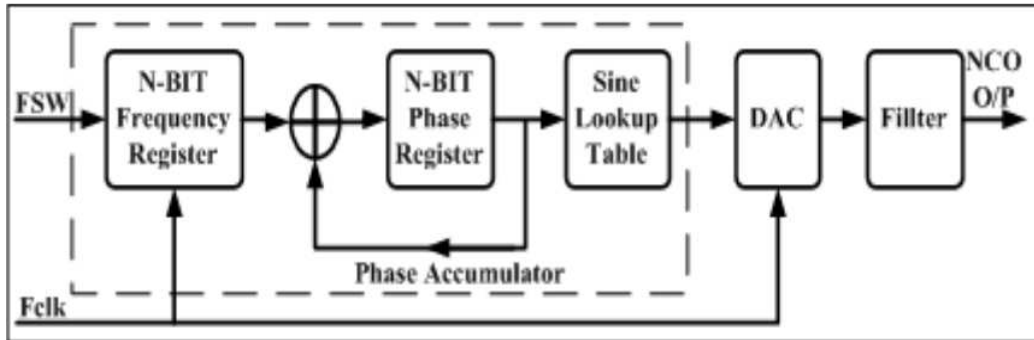 FSW
N-BIT
Frequency
Register
N-BIT
Phase
Register
Sine
Lookup
Table
DAC
Fillter
NCO
O/P
Phase Accumulator
Fclk